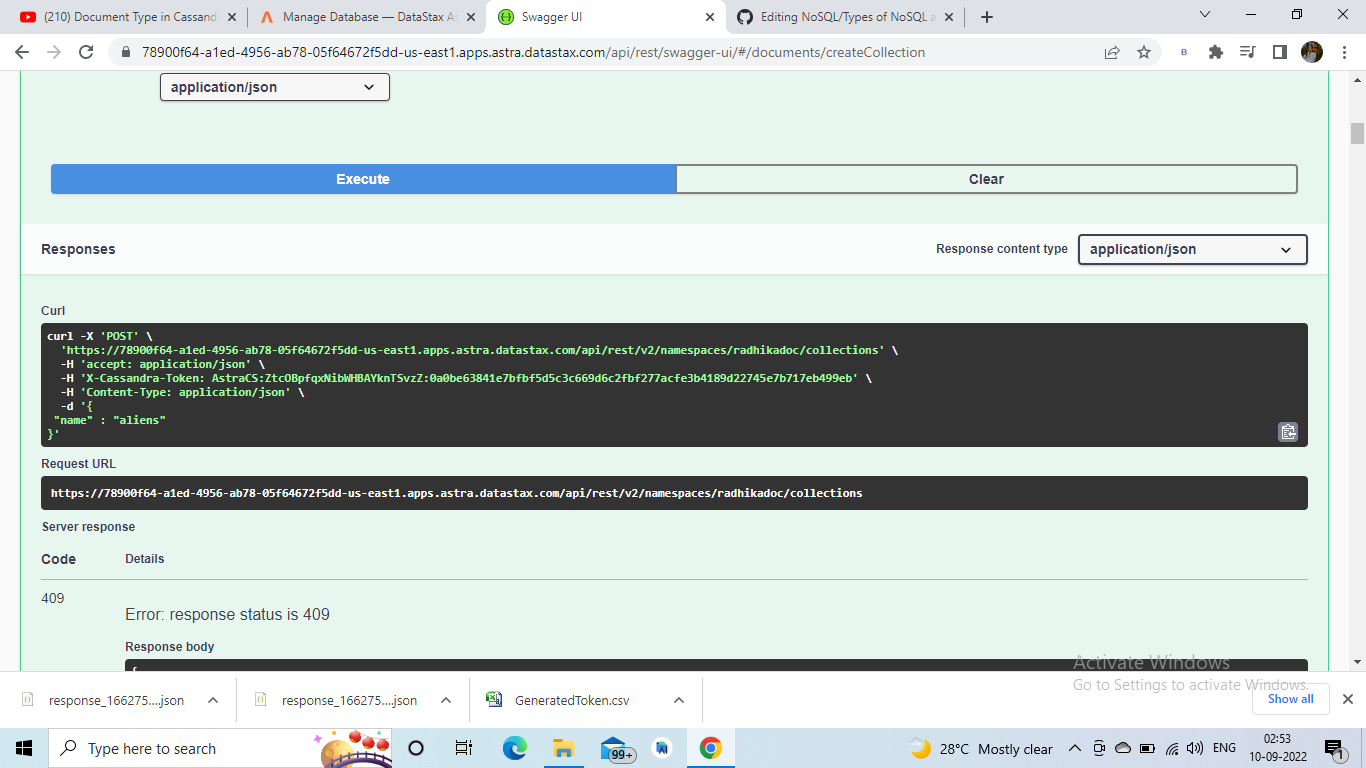 (210) Document Type in Cassand
Manage Database — DataStax As
Swagger UI
Editing NoSQL/Types of NoSQL a
78900f64-a1ed-4956-ab78-05f64672f5dd-us-east1.apps.astra.datastax.com/api/rest/swagger-ui/#/documents/createCollection
B
application/json
Execute
Clear
Responses
Response content type
application/json
Curl
curl -X 'POST' \
'https://78900f64-a1ed-4956-ab78-05f64672f5dd-us-east1.apps.astra.datastax.com/api/rest/v2/namespaces/radhikadoc/collections' \
-H 'accept: application/json' \
-H 'X-Cassandra-Token: AstraCS:ZtcOBpfqxNibWHBAYknTSvzZ:0a0be63841e7bfbf5d5c3c669d6c2fbf277acfe3b4189d22745e7b717eb499eb' \
-H 'Content-Type: application/json' \
-d '{
"name" : "aliens"
}'
Request URL
https://78900f64-a1ed-4956-ab78-05f64672f5dd-us-east1.apps.astra.datastax.com/api/rest/v2/namespaces/radhikadoc/collections
Server response
Code
Details
409
Error: response status is 409
Response body
{
Activate Windows
Go to Settings to activate Windows.
response_166275....json
response_166275....json
GeneratedToken.csv
Show all
Type here to search
99+
28°C Mostly clear
ENG
02:53
10-09-2022
1